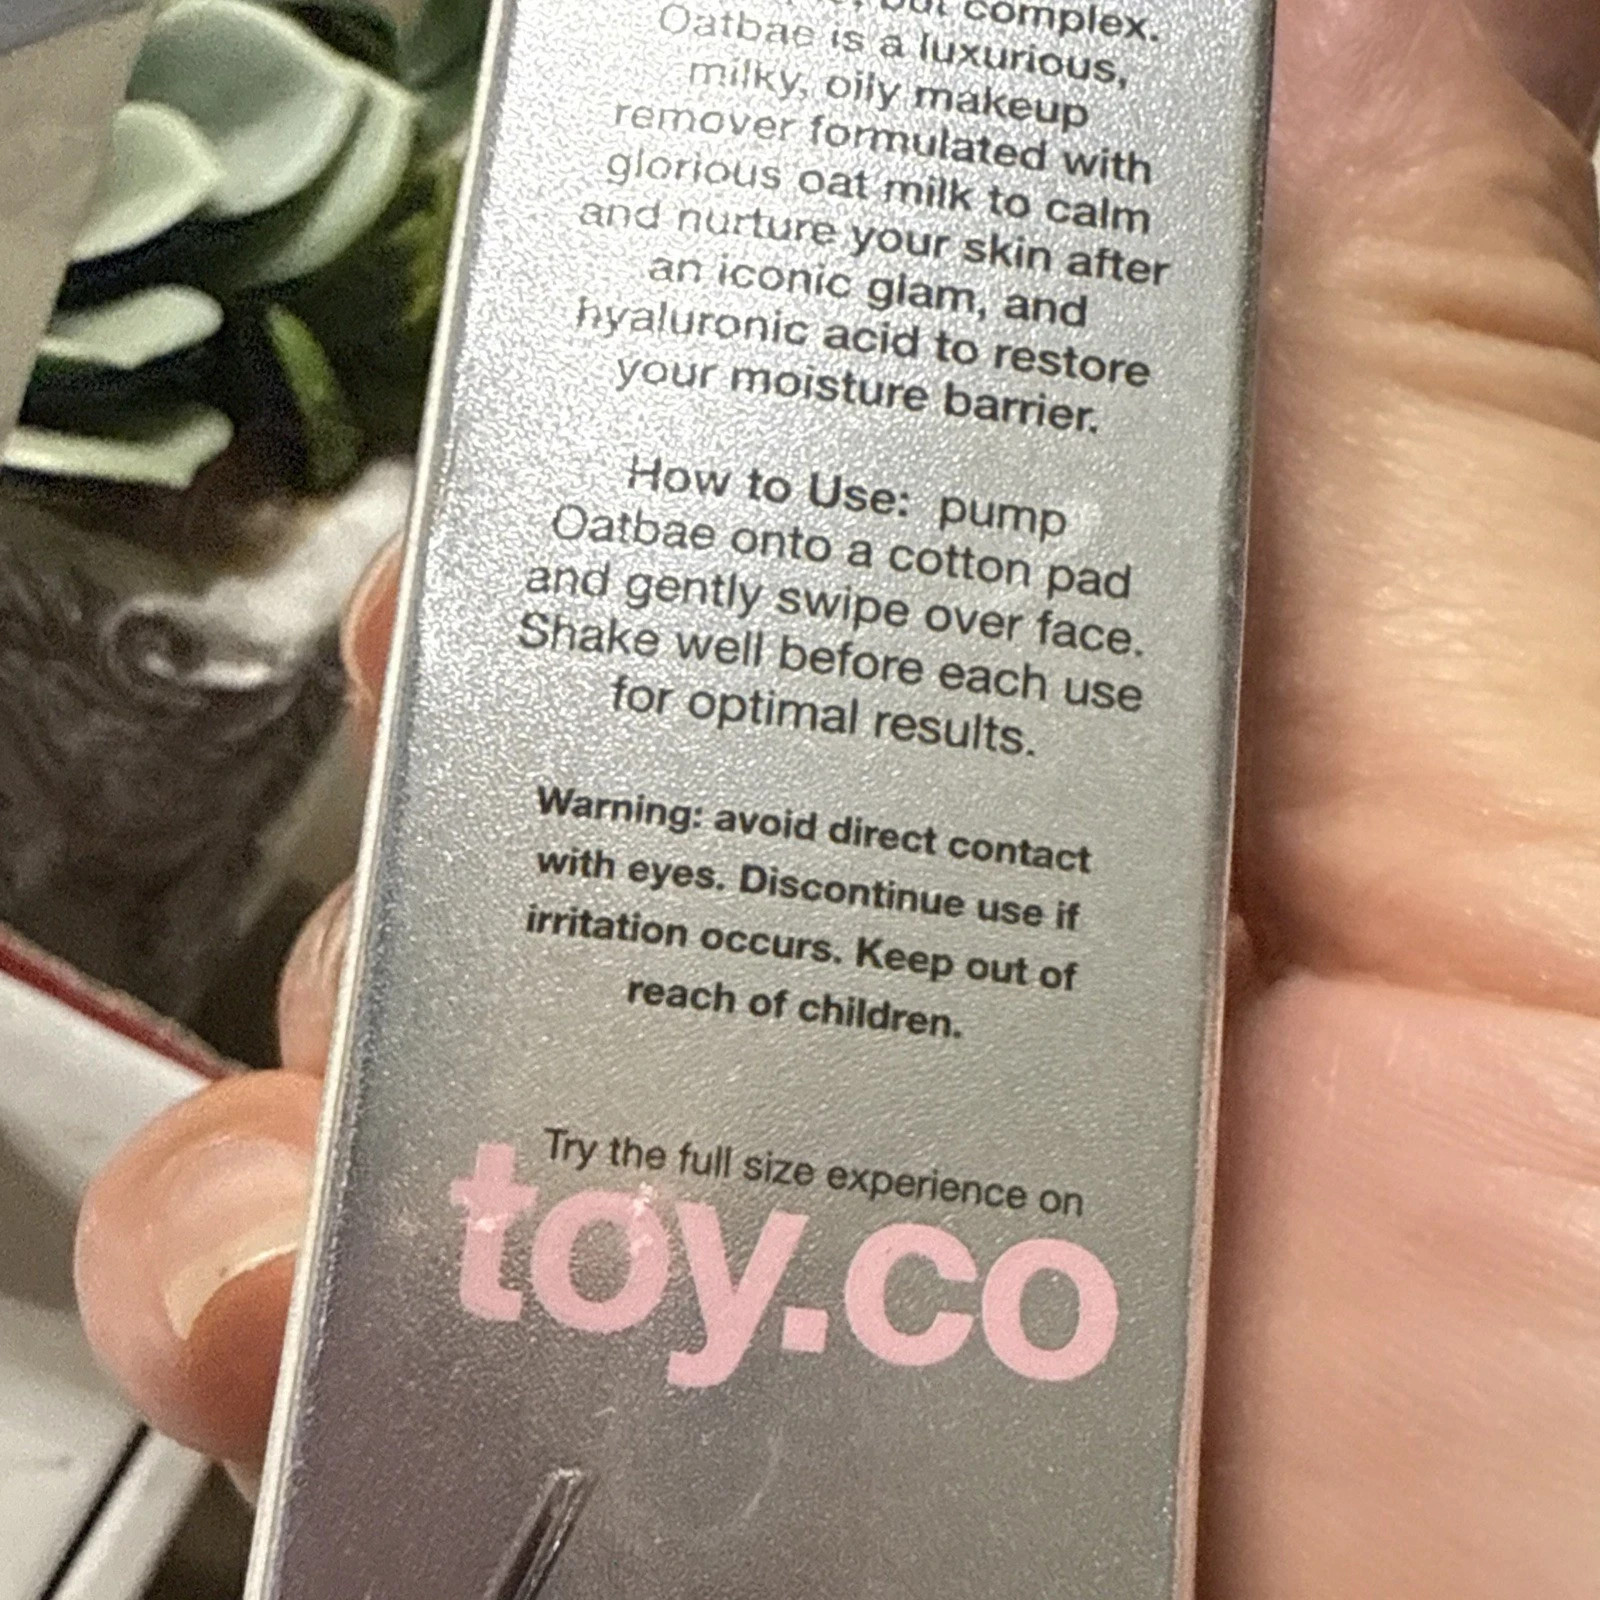 but complex.
Oatbae is a luxurious,
milky, oily makeup
remover formulated with
glorious oat milk to calm
and nurture your skin after
an iconic glam, and
hyaluronic acid to restore
your moisture barrier.
How to Use: pump
Oatbae onto a cotton pad
and gently swipe over face.
Shake well before each use
for optimal results.
Warning: avoid direct contact
with eyes. Discontinue use if
irritation occurs. Keep out of
reach of children.
Try the full size experience on
toy.co